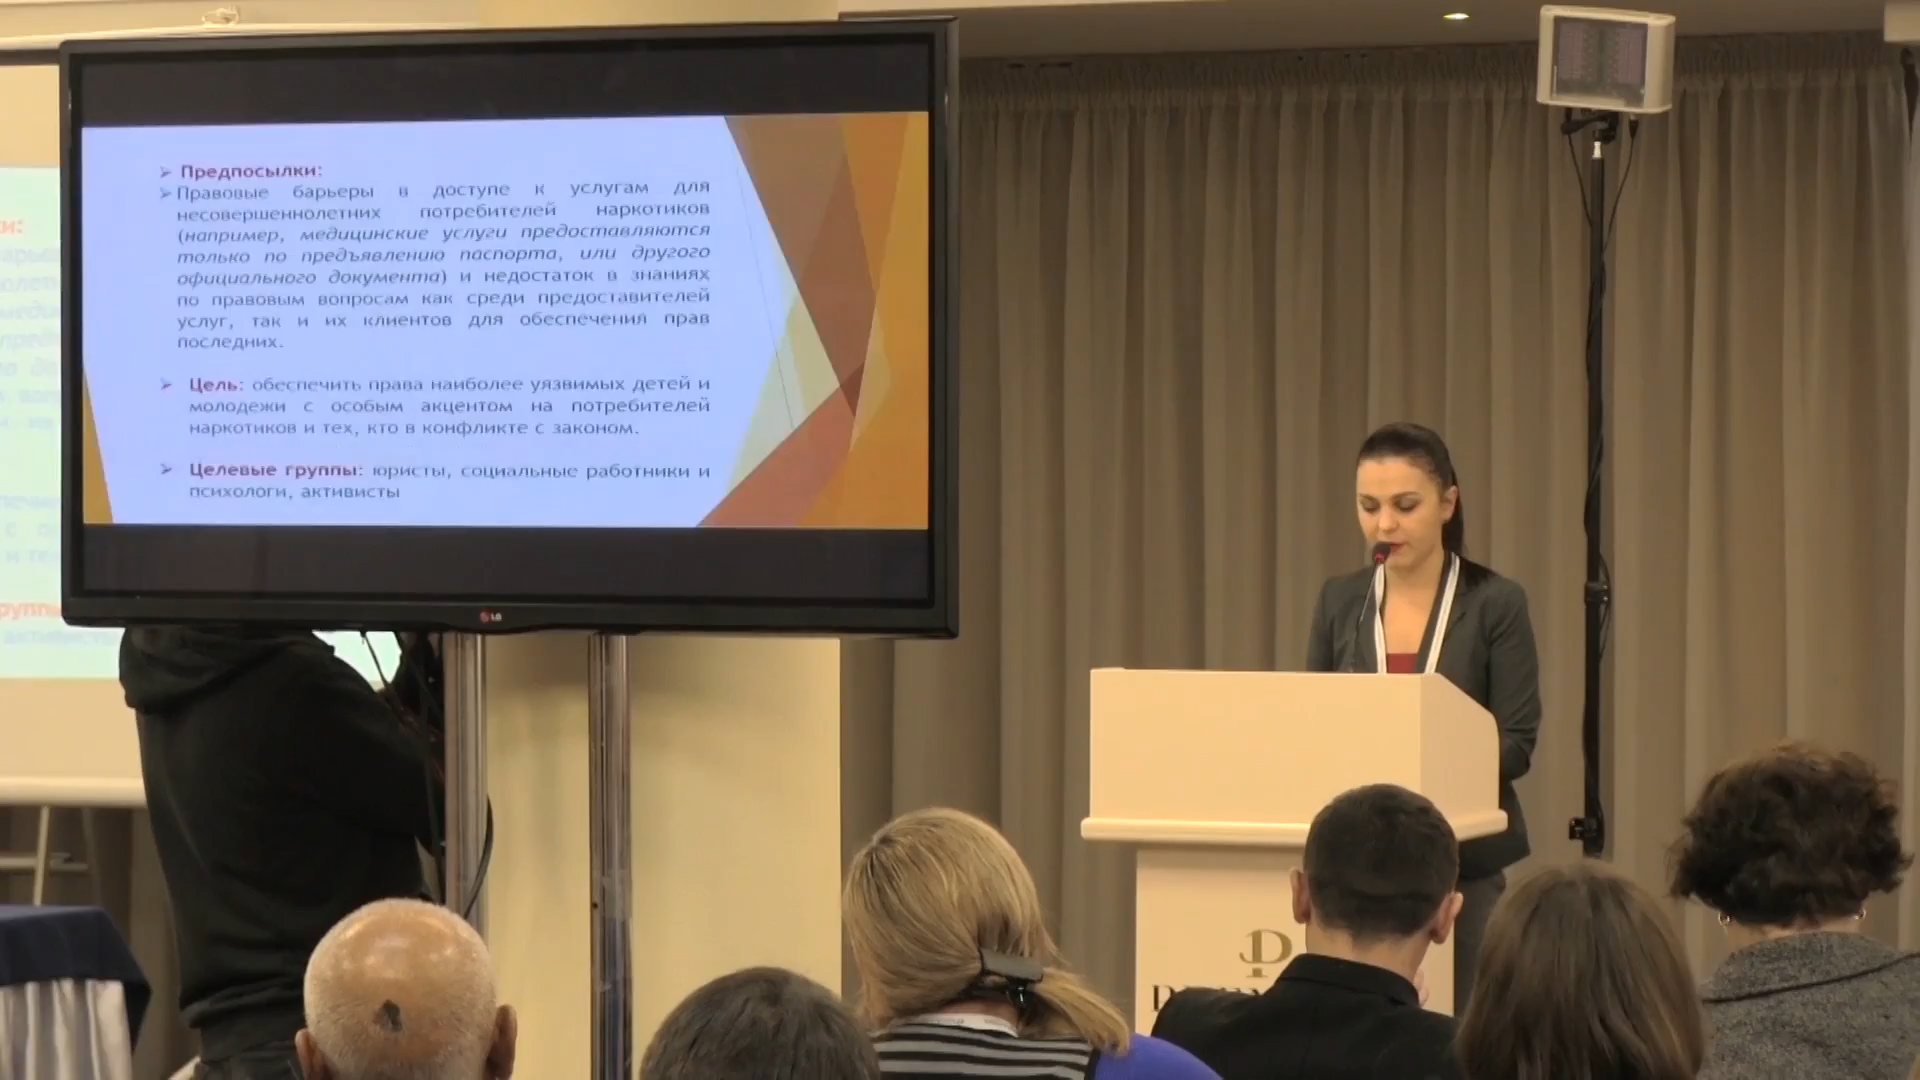 Предпосылки:
Правовые барьеры в доступе к услугам для
несовершеннолетних потребителей наркотиков
(например, медицинские услуги предоставляются
только по предъявлению паспорта, или другого
официального документа) и недостаток в знаниях
по правовым вопросам как среди предоставителей
услуг, так и их клиентов для обеспечения прав
последних.
Цель: обеспечить права наиболее уязвимых детей и
молодежи с особым акцентом на потребителей
наркотиков и тех, кто в конфликте с законом.
Целевые группы: юристы, социальные работники и
психологи, активисты
LG